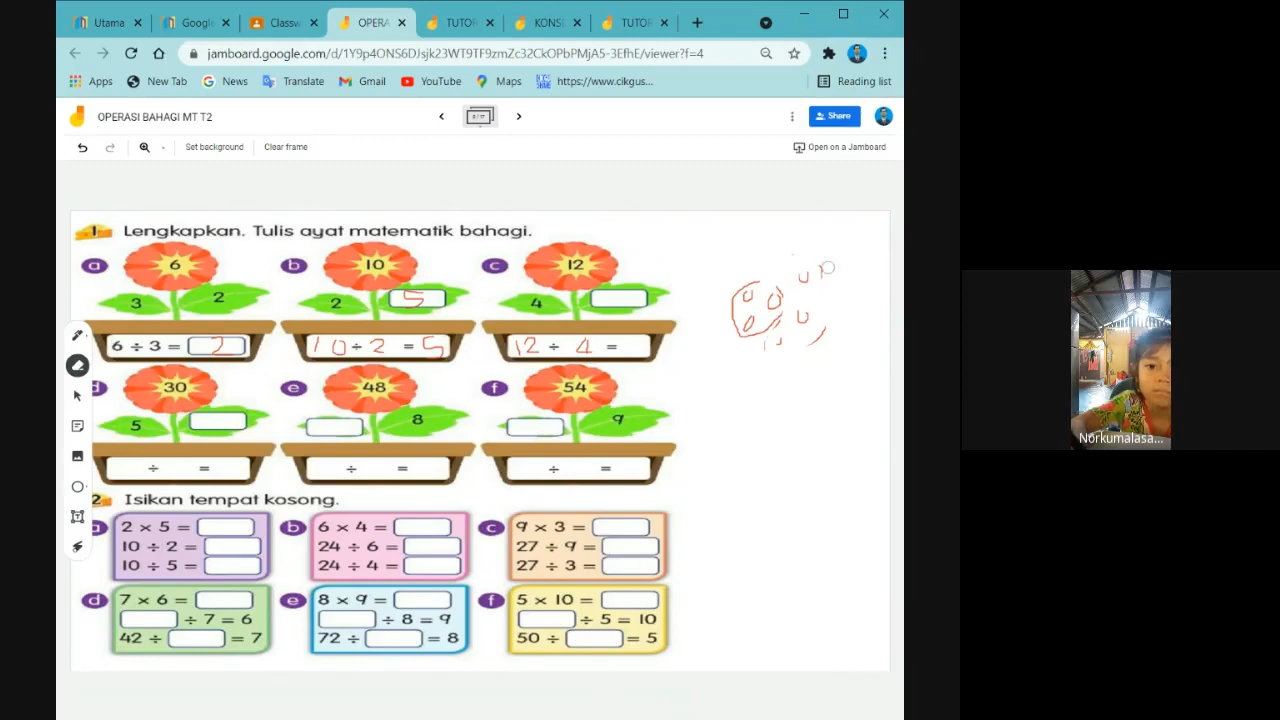 Utama
Google
Classw
OPERA
TUTOR
KONSE
TUTOR
jamboard.google.com/d/1Y9p4ONS6DJsjk23WT9TF9zmZc32CkOPbPMjA5-3EfhE/viewer?f=4
Apps New Tab News Translate Gmail YouTube Maps https://www.cikgus... Reading list
OPERASI BAHAGI MT T2
Share
Set background Clear frame Open on a Jamboard
1 Lengkapkan. Tulis ayat matematik bahagi.
a 6 b 10 c 12
3 2 2 5 4
6 ÷ 3 = 2 10 ÷ 2 = 5 12 ÷ 4 =
d 30 e 48 f 54
5 8 9
÷ = ÷ = ÷ =
2 Isikan tempat kosong.
a 2 × 5 = b 6 × 4 = c 9 × 3 =
10 ÷ 2 = 24 ÷ 6 = 27 ÷ 9 =
10 ÷ 5 = 24 ÷ 4 = 27 ÷ 3 =
d 7 × 6 = e 8 × 9 = f 5 × 10 =
÷ 7 = 6 ÷ 8 = 9 ÷ 5 = 10
42 ÷ = 7 72 ÷ = 8 50 ÷ = 5
Norkumalasa...